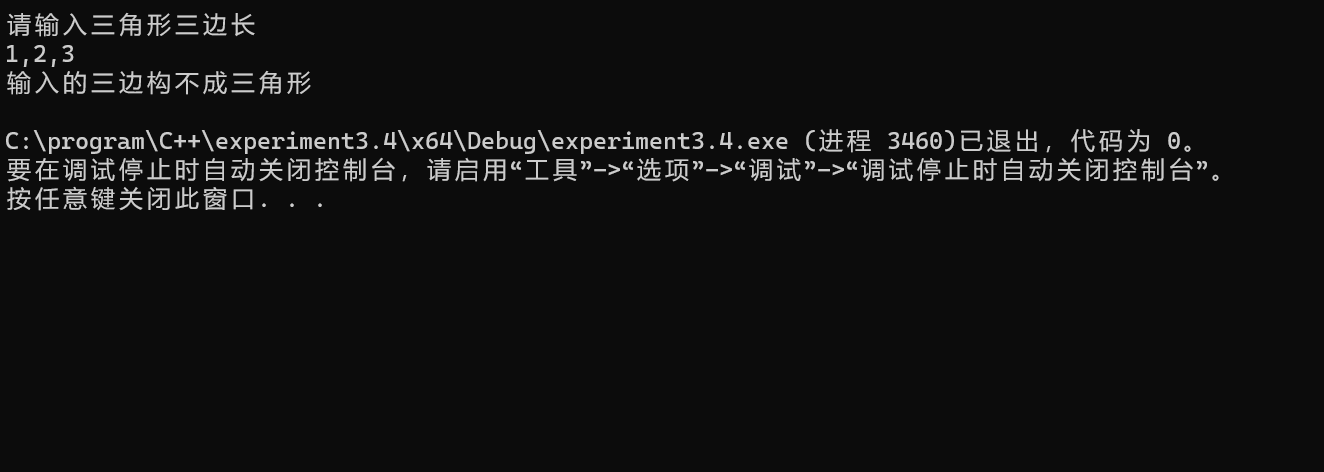 请输入三角形三边长
1,2,3
输入的三边构不成三角形
C:\program\C++\experiment3.4\x64\Debug\experiment3.4.exe (进程 3460)已退出，代码为 0。
要在调试停止时自动关闭控制台，请启用“工具”->“选项”->“调试”->“调试停止时自动关闭控制台”。
按任意键关闭此窗口. . .